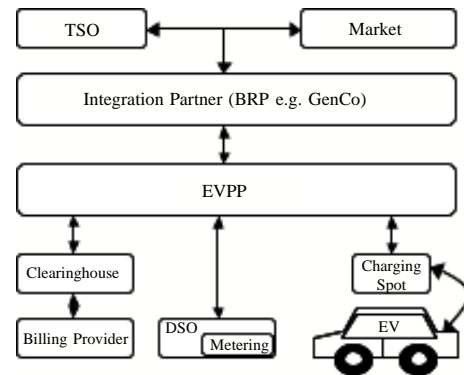 TSO
Market
Integration Partner (BRP e.g. GenCo)
EVPP
Clearinghouse
Charging
Spot
Billing Provider
DSO
Metering
EV